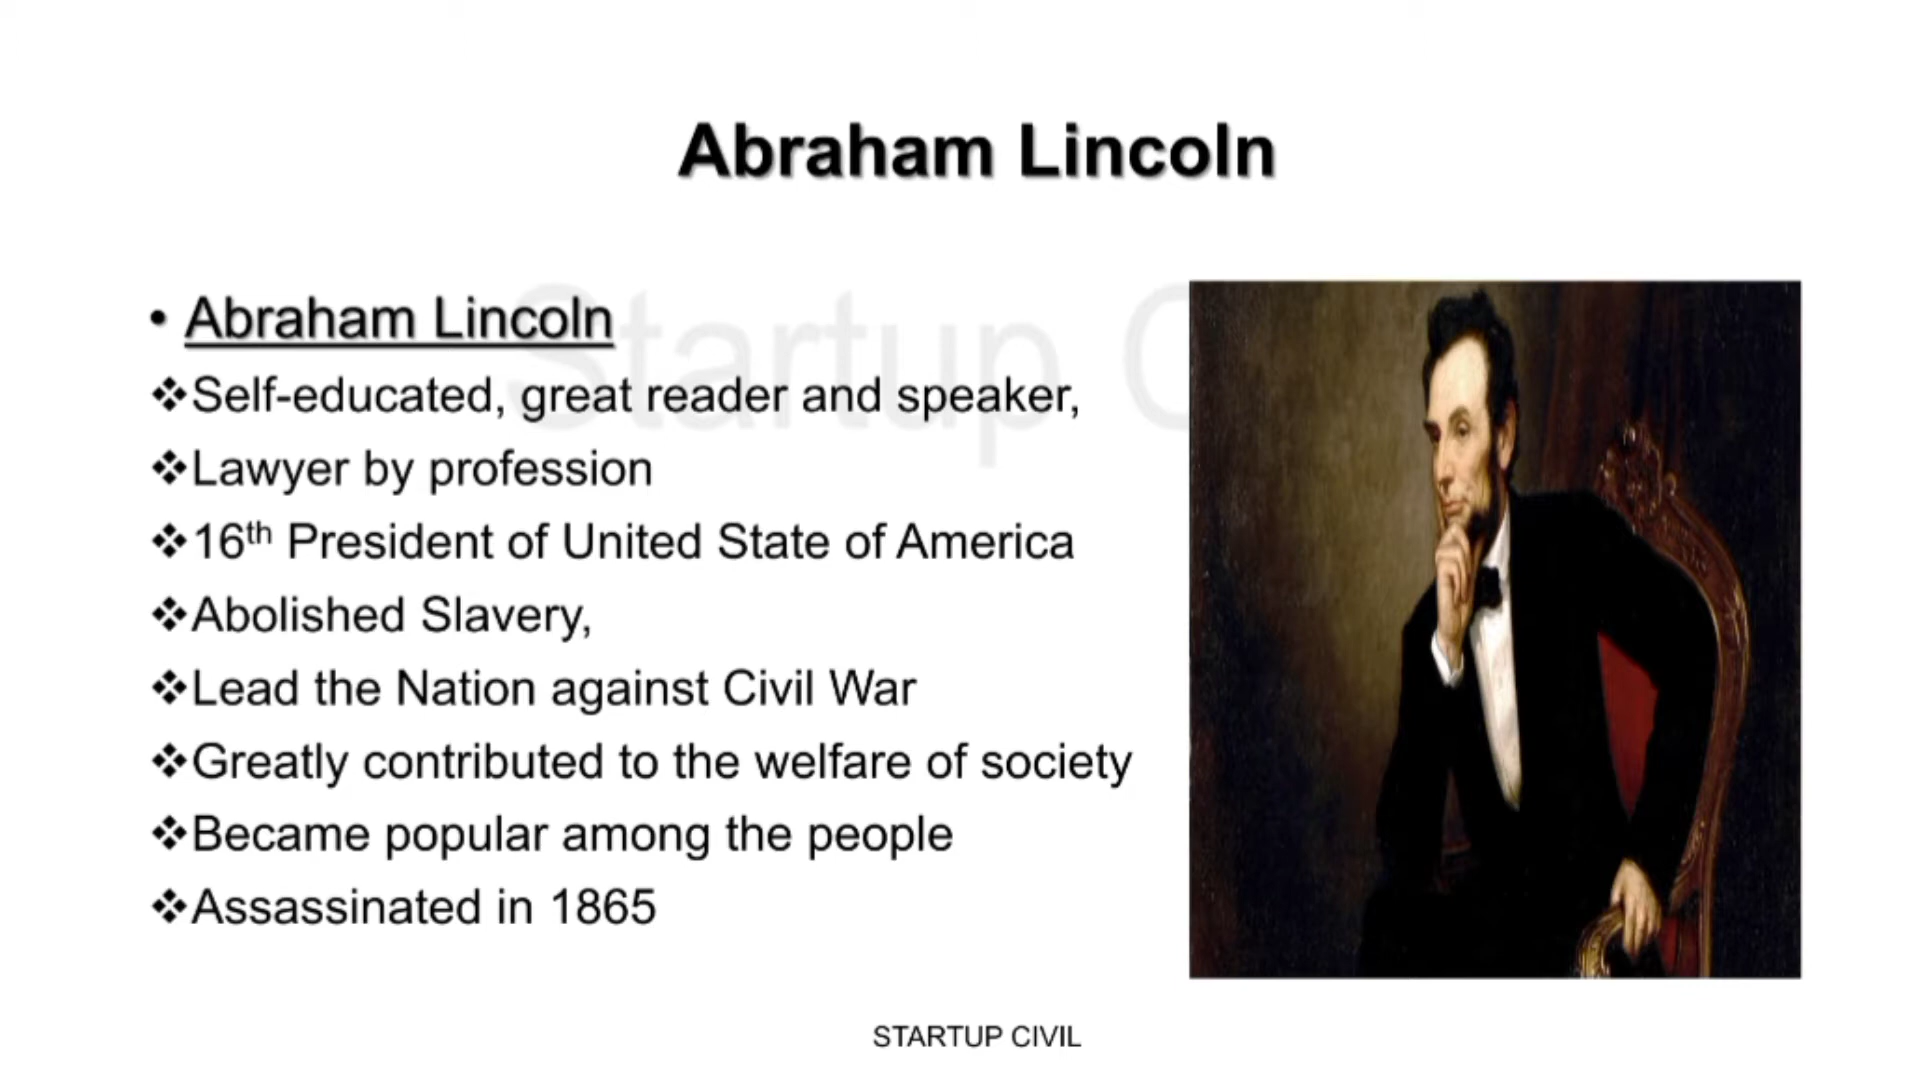 Abraham Lincoln
• Abraham Lincoln
❖Self-educated, great reader and speaker,
❖Lawyer by profession
❖16th President of United State of America
❖Abolished Slavery,
❖Lead the Nation against Civil War
❖Greatly contributed to the welfare of society
❖Became popular among the people
❖Assassinated in 1865
Startup C
STARTUP CIVIL